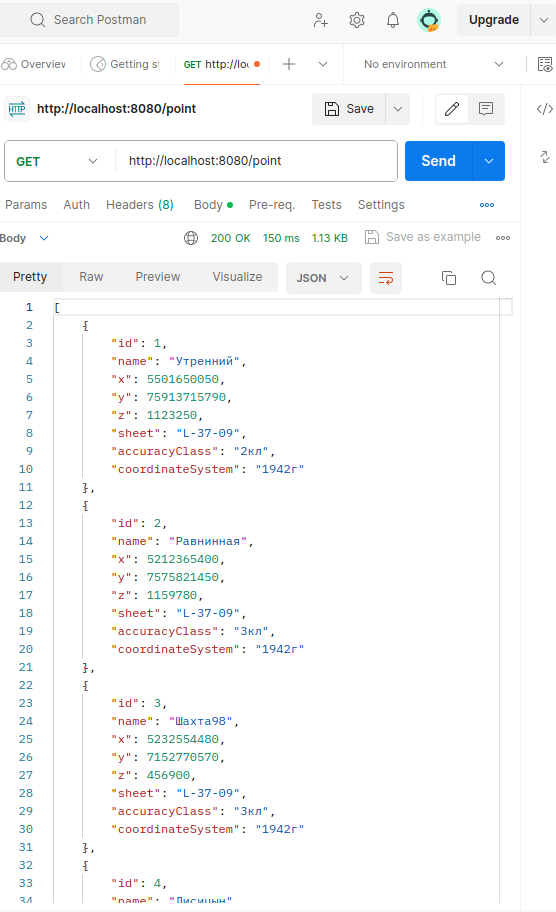 Search Postman Upgrade
Overview Getting st GET http://loc No environment
HTTP http://localhost:8080/point Save
GET http://localhost:8080/point Send
Params Auth Headers (8) Body Pre-req. Tests Settings
Body 200 OK 150 ms 1.13 KB Save as example
Pretty Raw Preview Visualize JSON
1 [
2 {
3 "id": 1,
4 "name": "Утренний",
5 "x": 5501650050,
6 "y": 75913715790,
7 "z": 1123250,
8 "sheet": "L-37-09",
9 "accuracyClass": "2кл",
10 "coordinateSystem": "1942г"
11 },
12 {
13 "id": 2,
14 "name": "Равнинная",
15 "x": 5212365400,
16 "y": 7575821450,
17 "z": 1159780,
18 "sheet": "L-37-09",
19 "accuracyClass": "3кл",
20 "coordinateSystem": "1942г"
21 },
22 {
23 "id": 3,
24 "name": "Шахта98",
25 "x": 5232554480,
26 "y": 7152770570,
27 "z": 456900,
28 "sheet": "L-37-09",
29 "accuracyClass": "3кл",
30 "coordinateSystem": "1942г"
31 },
32 {
33 "id": 4,
34 "name": "Лисицын"